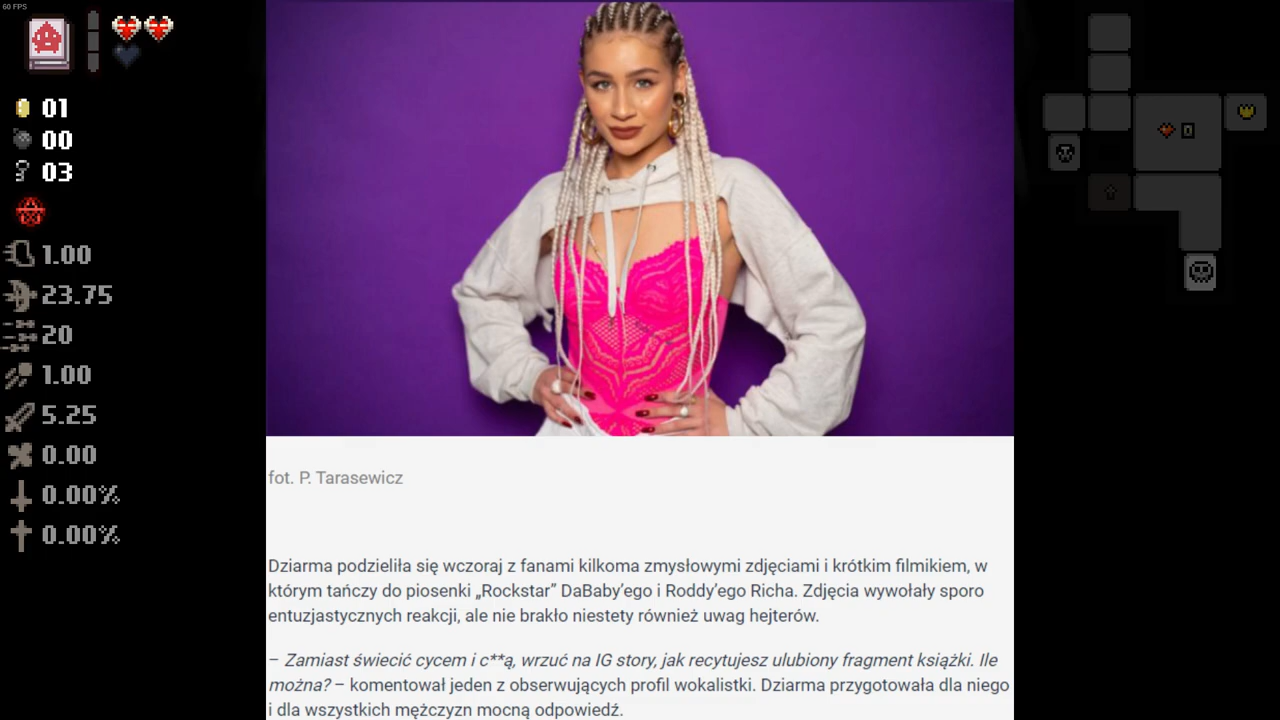 60 FPS
01
00
03
1.00
23.75
20
1.00
5.25
0.00
0.00%
0.00%
0
fot. P. Tarasewicz
Dziarma podzieliła się wczoraj z fanami kilkoma zmysłowymi zdjęciami i krótkim filmikiem, w
którym tańczy do piosenki „Rockstar” DaBaby’ego i Roddy’ego Richa. Zdjęcia wywołały sporo
entuzjastycznych reakcji, ale nie brakło niestety również uwag hejterów.
– Zamiast świecić cycem i c**ą, wrzuć na IG story, jak recytujesz ulubiony fragment książki. Ile
można? – komentował jeden z obserwujących profil wokalistki. Dziarma przygotowała dla niego
i dla wszystkich mężczyzn mocną odpowiedź.